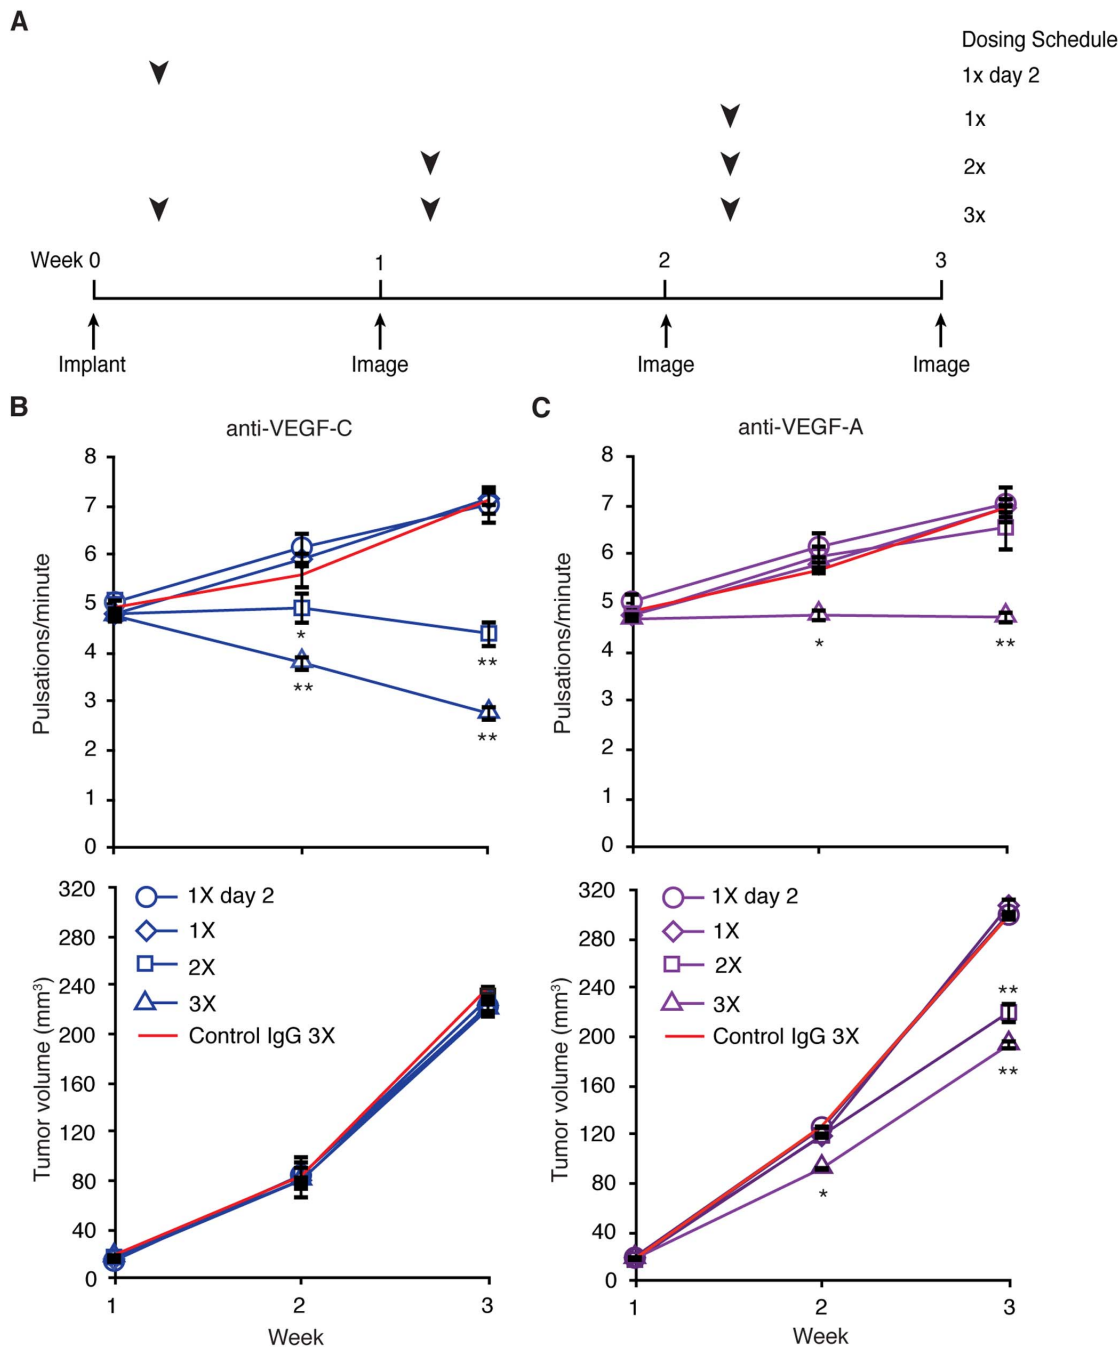 A
Dosing Schedule
1x day 2
1x
2x
3x
Week 0 1 2 3
Implant Image Image Image
B
anti-VEGF-C
8
7
6
5
4
3
2
1
0
Pulsations/minute
*
**
**
**
320
280
240
200
160
120
80
40
0
Tumor volume (mm³)
1X day 2
1X
2X
3X
Control IgG 3X
1 2 3
Week
C
anti-VEGF-A
8
7
6
5
4
3
2
1
0
Pulsations/minute
*
**
320
280
240
200
160
120
80
40
0
Tumor volume (mm³)
1X day 2
1X
2X
3X
Control IgG 3X
**
**
*
1 2 3
Week